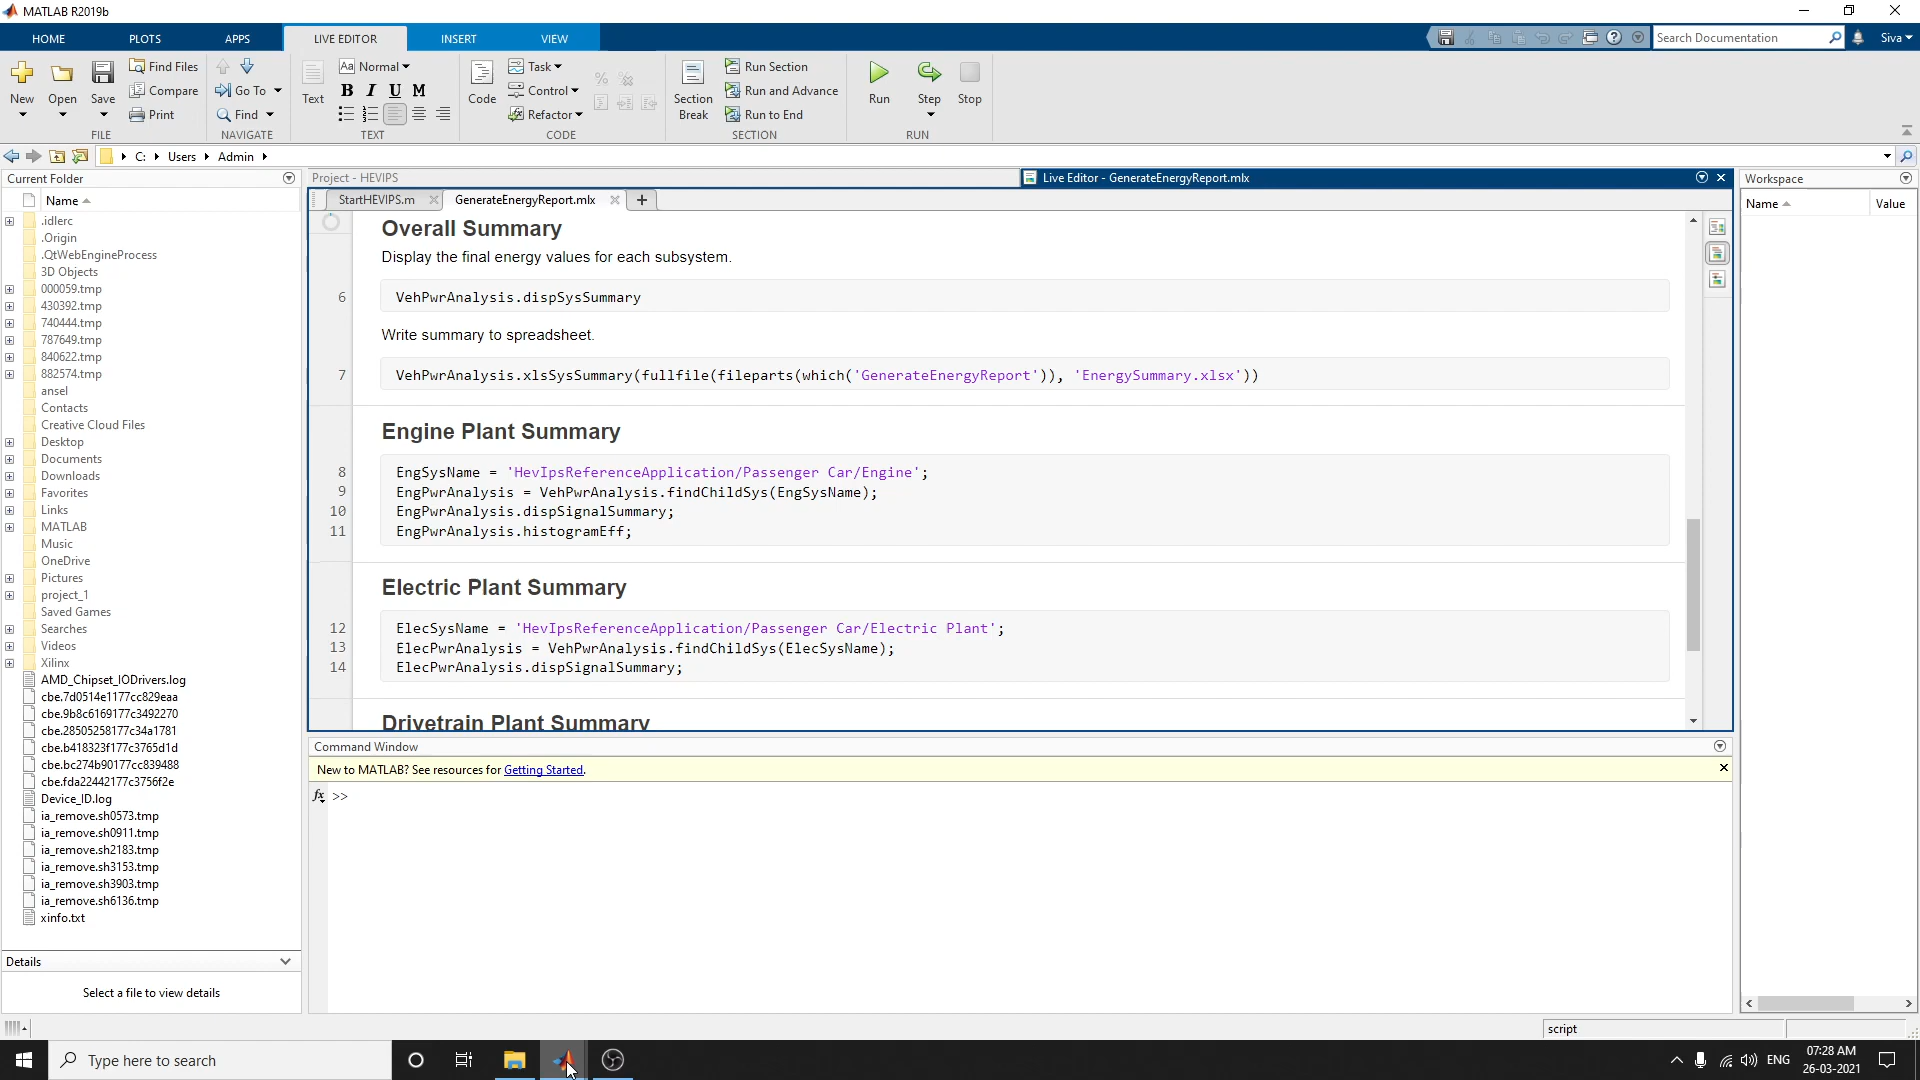 MATLAB R2019b
HOME PLOTS APPS LIVE EDITOR INSERT VIEW Search Documentation Siva
New Open Save Find Files Compare Print FILE
Go To Find NAVIGATE
Text Normal B I U M TEXT
Code Task Control Refactor CODE
Section Break Run Section Run and Advance Run to End SECTION
Run Step Stop RUN
C: Users Admin
Current Folder
Name
.idlerc
.Origin
.QtWebEngineProcess
3D Objects
000059.tmp
430392.tmp
740444.tmp
787649.tmp
840622.tmp
882574.tmp
ansel
Contacts
Creative Cloud Files
Desktop
Documents
Downloads
Favorites
Links
MATLAB
Music
OneDrive
Pictures
project_1
Saved Games
Searches
Videos
Xilinx
AMD_Chipset_IODrivers.log
cbe.7d0514e1177cc829eaa
cbe.9b8c6169177c3492270
cbe.28505258177c34a1781
cbe.b418323f177c3765d1d
cbe.bc274b90177cc839488
cbe.fda22442177c3756f2e
Device_ID.log
ia_remove.sh0573.tmp
ia_remove.sh0911.tmp
ia_remove.sh2183.tmp
ia_remove.sh3153.tmp
ia_remove.sh3903.tmp
ia_remove.sh6136.tmp
xinfo.txt
Details
Select a file to view details
Project - HEVIPS
Live Editor - GenerateEnergyReport.mlx
StartHEVIPS.m GenerateEnergyReport.mlx
Overall Summary
Display the final energy values for each subsystem.
6 VehPwrAnalysis.dispSysSummary
Write summary to spreadsheet.
7 VehPwrAnalysis.xlsSysSummary(fullfile(fileparts(which('GenerateEnergyReport')), 'EnergySummary.xlsx'))
Engine Plant Summary
8 EngSysName = 'HevIpsReferenceApplication/Passenger Car/Engine';
9 EngPwrAnalysis = VehPwrAnalysis.findChildSys(EngSysName);
10 EngPwrAnalysis.dispSignalSummary;
11 EngPwrAnalysis.histogramEff;
Electric Plant Summary
12 ElecSysName = 'HevIpsReferenceApplication/Passenger Car/Electric Plant';
13 ElecPwrAnalysis = VehPwrAnalysis.findChildSys(ElecSysName);
14 ElecPwrAnalysis.dispSignalSummary;
Drivetrain Plant Summary
Command Window
New to MATLAB? See resources for Getting Started.
fx >>
Workspace
Name Value
script
Type here to search
ENG
07:28 AM
26-03-2021